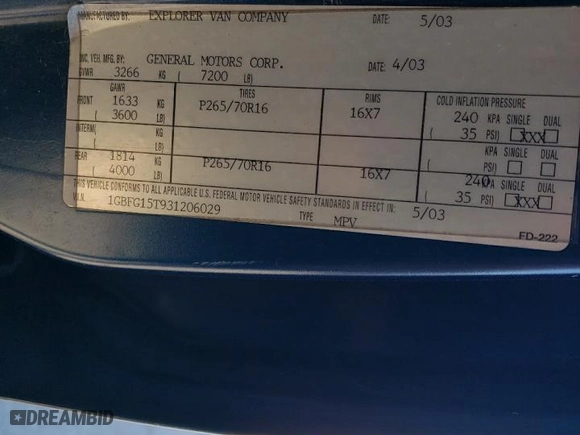 MANUFACTURED BY: EXPLORER VAN COMPANY DATE: 5/03
INC. VEH. MFG. BY: GENERAL MOTORS CORP. DATE: 4/03
GVWR 3266 KG ( 7200 LB)
GAWR TIRES RIMS COLD INFLATION PRESSURE
FRONT 1633 KG P265/70R16 16X7 240 KPA SINGLE DUAL
( 3600 LB) ( 35 PSI) XXX
INTERM( KG KPA SINGLE DUAL
LB) ( PSI)
REAR 1814 KG P265/70R16 16X7 240 KPA SINGLE DUAL
( 4000 LB) ( 35 PSI) XXX
THIS VEHICLE CONFORMS TO ALL APPLICABLE U.S. FEDERAL MOTOR VEHICLE SAFETY STANDARDS IN EFFECT IN: 5/03
V.I.N. 1GBFG15T931206029 TYPE MPV
FD-222
DREAMBID